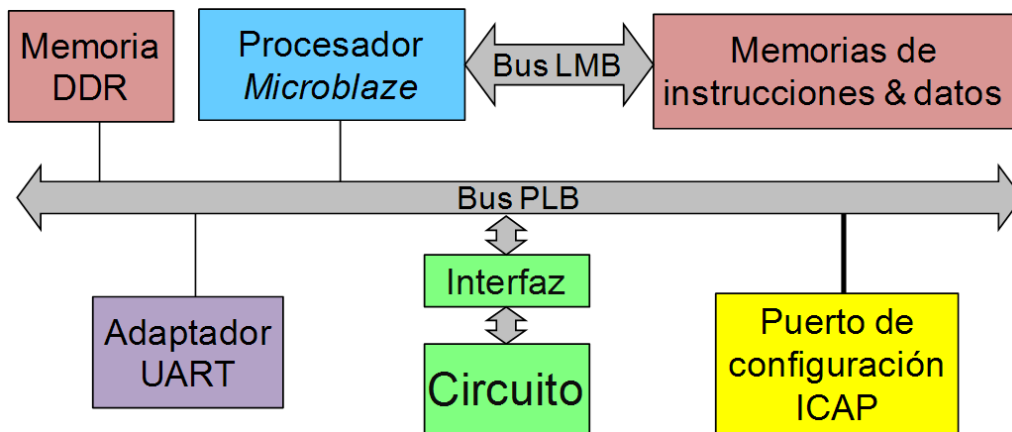 Memoria
DDR
Procesador
Microblaze
Bus LMB
Memorias de
instrucciones & datos
Bus PLB
Adaptador
UART
Interfaz
Circuito
Puerto de
configuración
ICAP